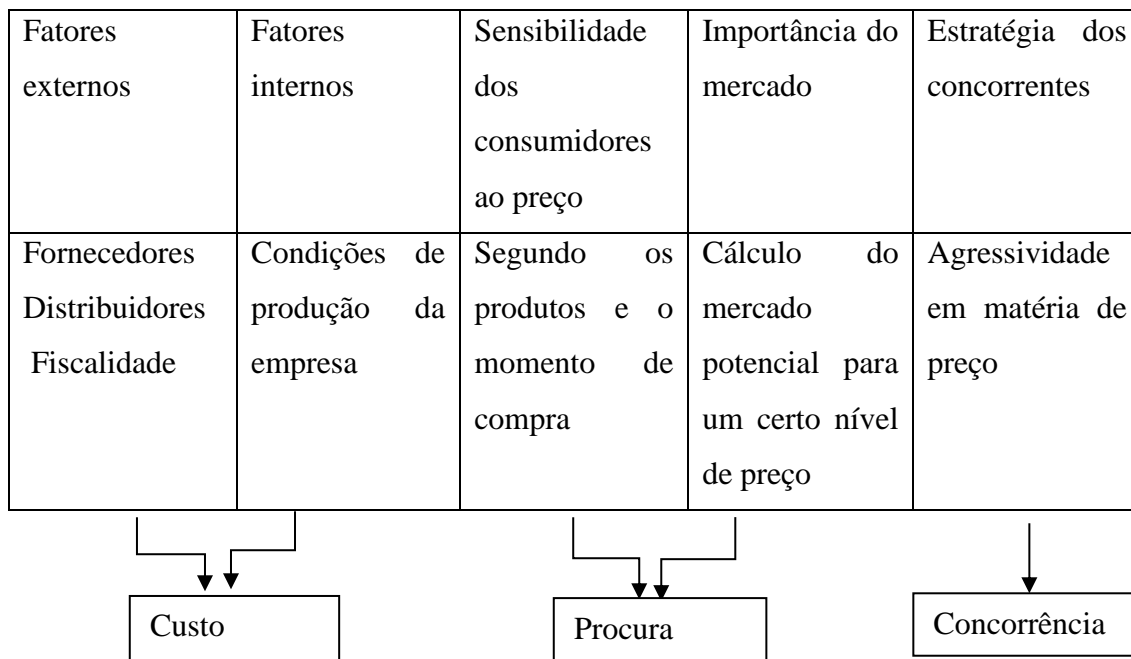 Fatores
externos
Fatores
internos
Sensibilidade
dos
consumidores
ao preço
Importância do
mercado
Estratégia dos
concorrentes
Fornecedores
Distribuidores
Fiscalidade
Condições de
produção da
empresa
Segundo os
produtos e o
momento de
compra
Cálculo do
mercado
potencial para
um certo nível
de preço
Agressividade
em matéria de
preço
Custo
Procura
Concorrência